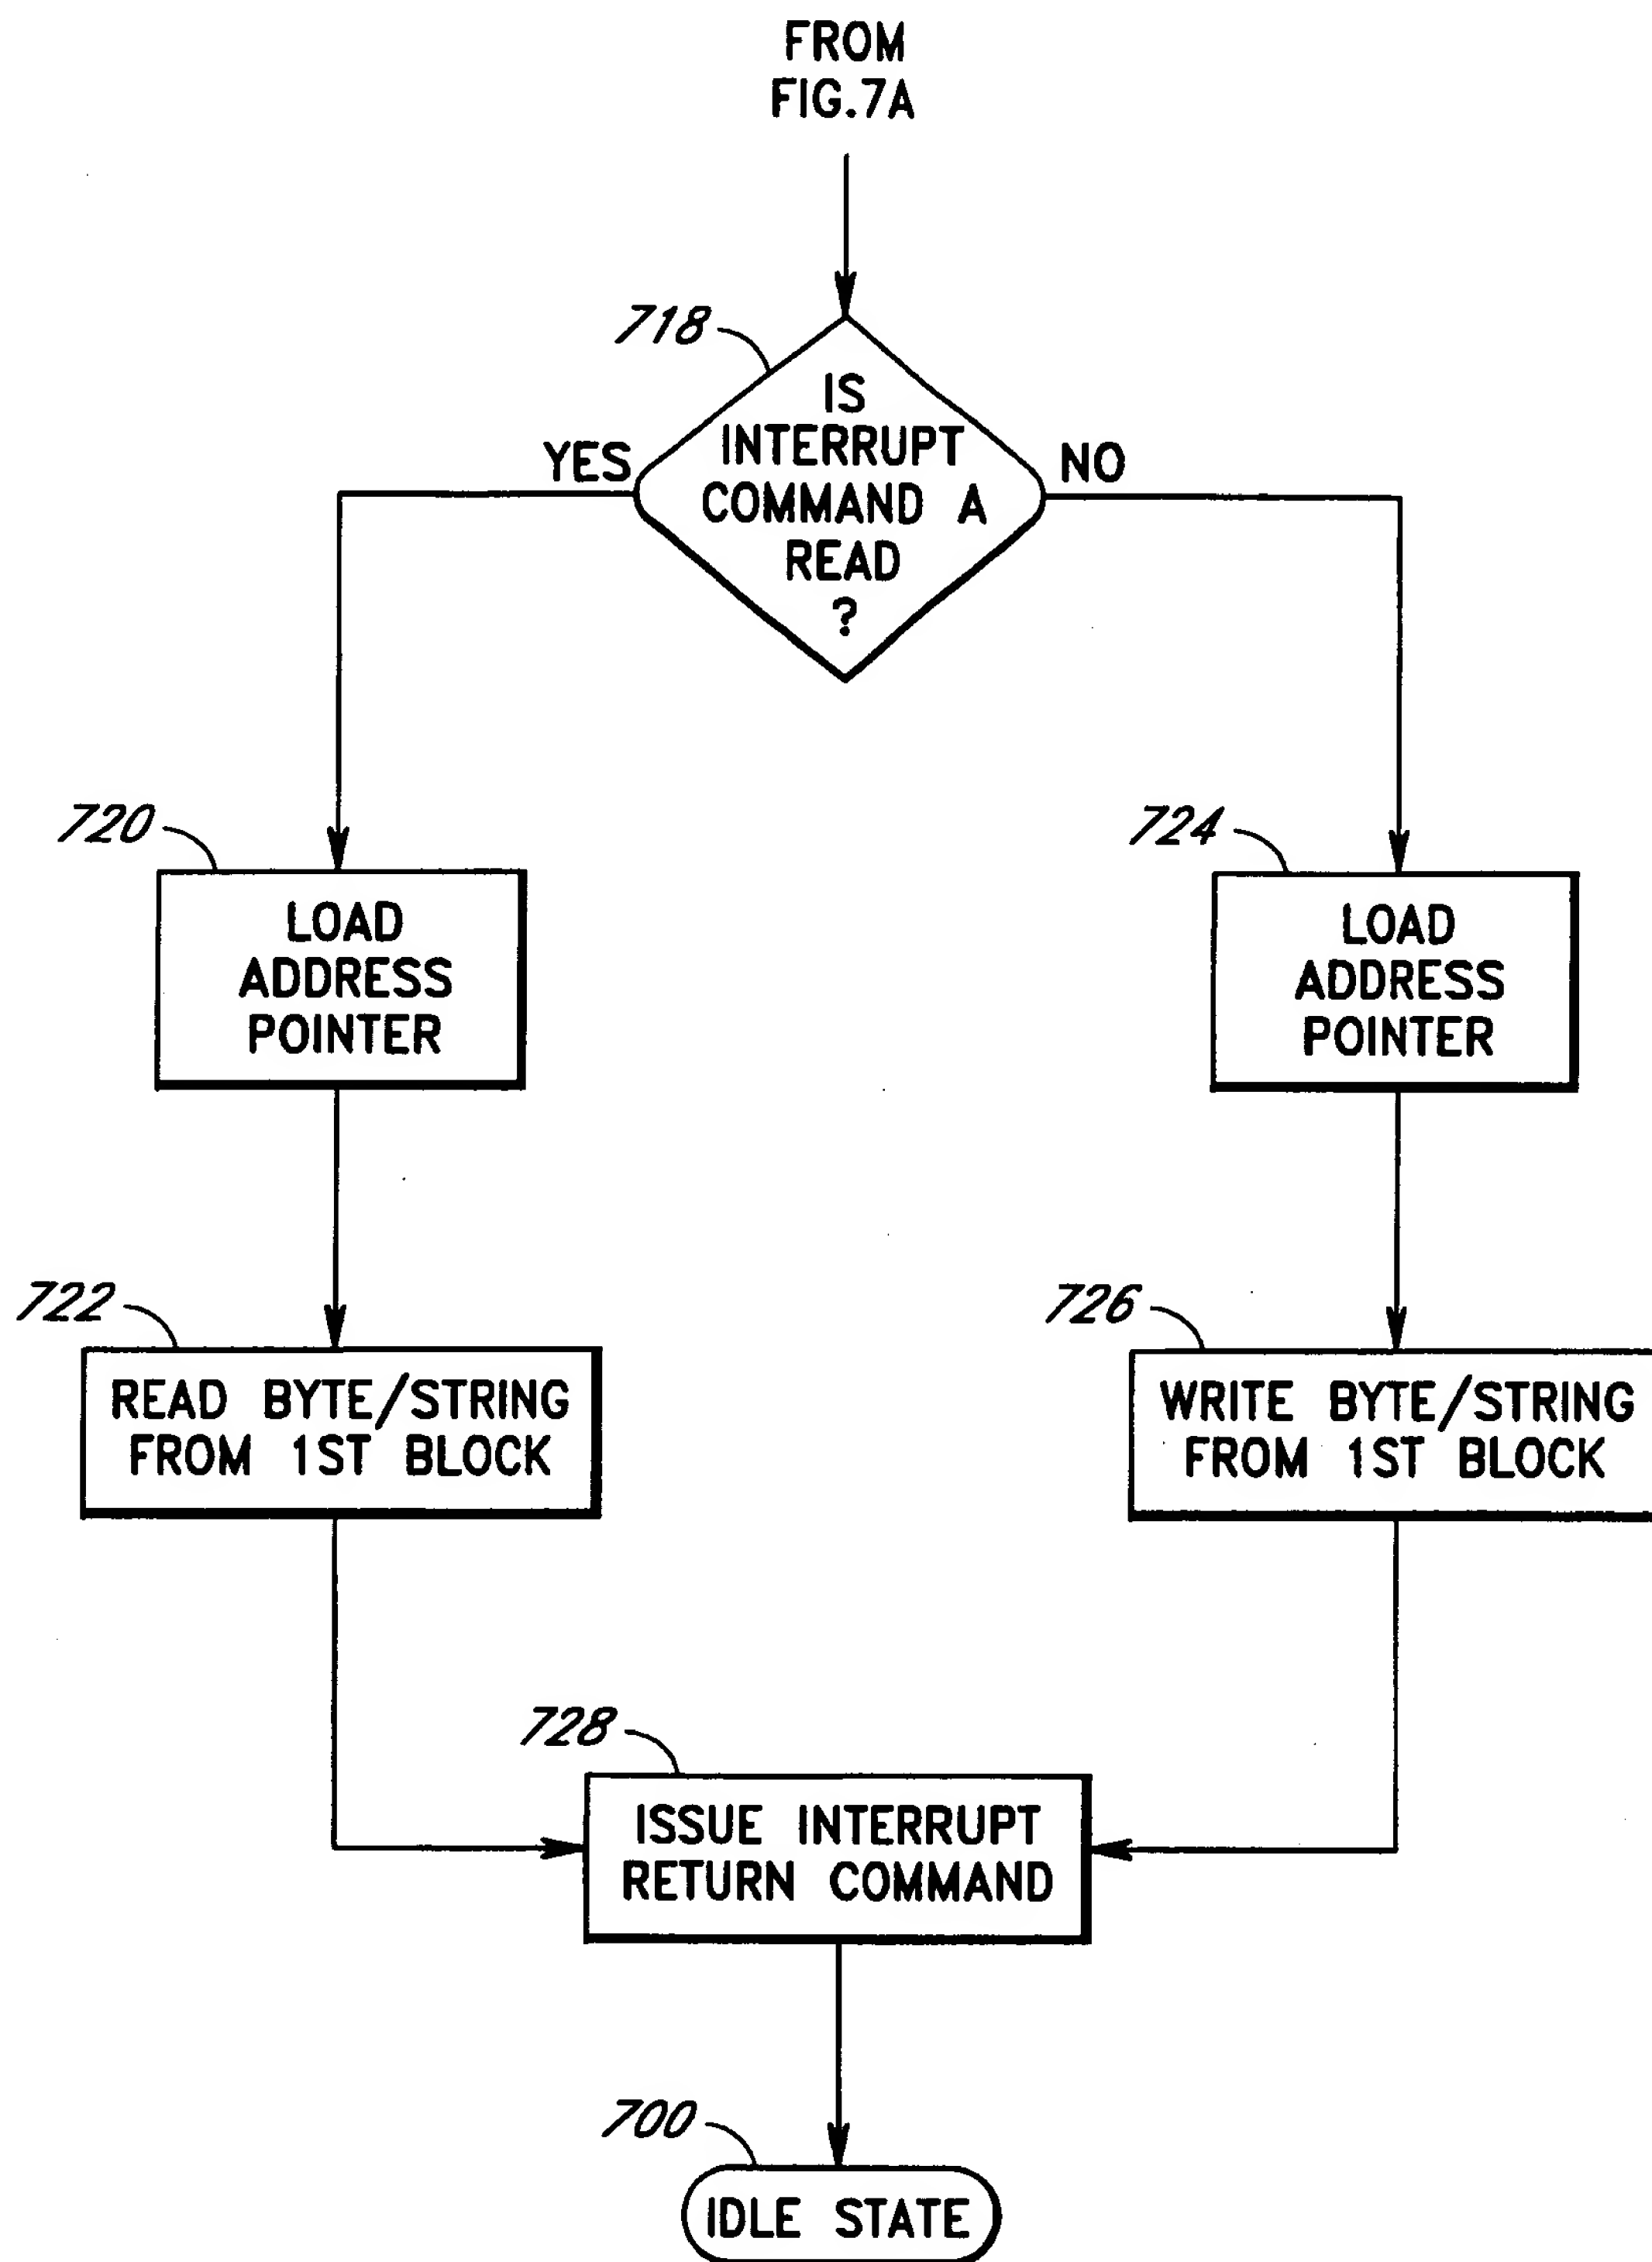 FROM
FIG.7A
718
IS
INTERRUPT
COMMAND A
READ
?
YES
NO
720
LOAD
ADDRESS
POINTER
724
LOAD
ADDRESS
POINTER
722
READ BYTE/STRING
FROM 1ST BLOCK
726
WRITE BYTE/STRING
FROM 1ST BLOCK
728
ISSUE INTERRUPT
RETURN COMMAND
700
IDLE STATE